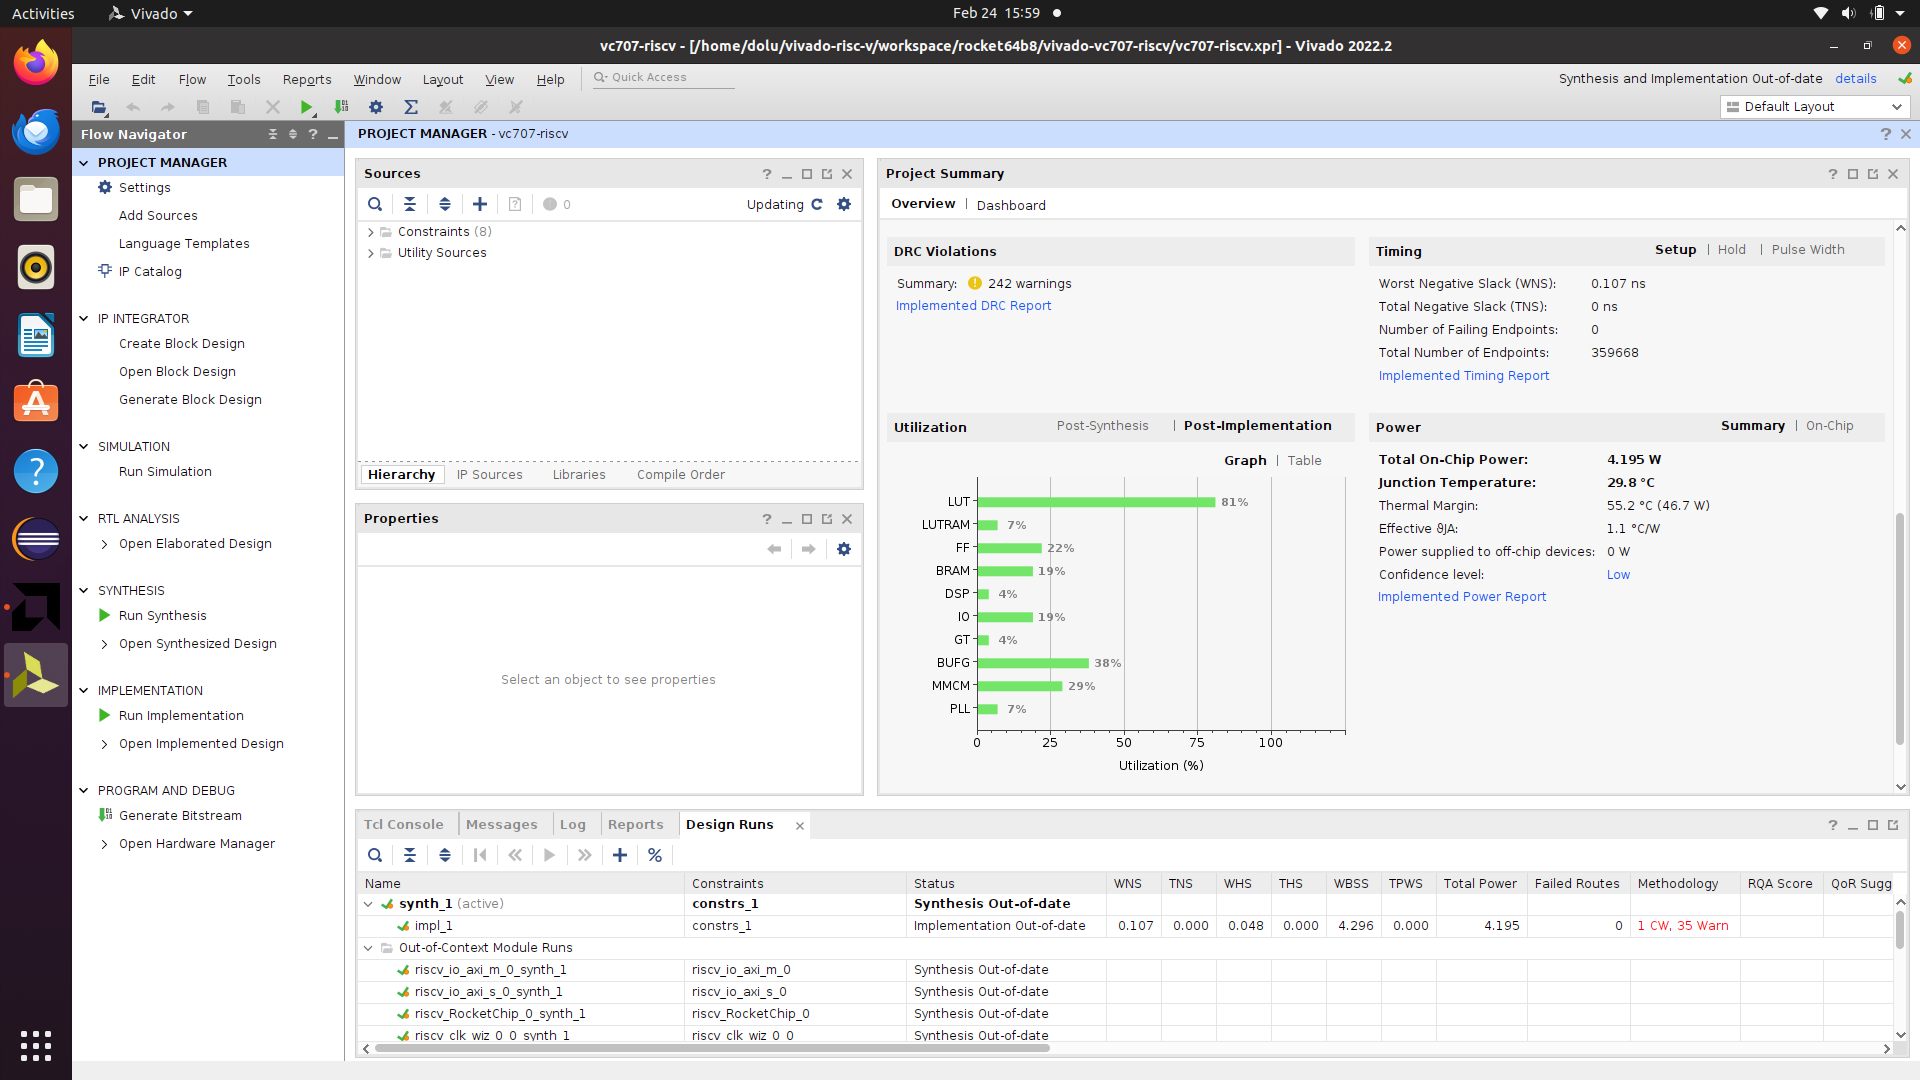 Activities
Vivado
Feb 24 15:59
vc707-riscv - [/home/dolu/vivado-risc-v/workspace/rocket64b8/vivado-vc707-riscv/vc707-riscv.xpr] - Vivado 2022.2
File Edit Flow Tools Reports Window Layout View Help
Quick Access
Synthesis and Implementation Out-of-date details
Default Layout
Flow Navigator
PROJECT MANAGER
Settings
Add Sources
Language Templates
IP Catalog
IP INTEGRATOR
Create Block Design
Open Block Design
Generate Block Design
SIMULATION
Run Simulation
RTL ANALYSIS
Open Elaborated Design
SYNTHESIS
Run Synthesis
Open Synthesized Design
IMPLEMENTATION
Run Implementation
Open Implemented Design
PROGRAM AND DEBUG
Generate Bitstream
Open Hardware Manager
PROJECT MANAGER - vc707-riscv
Sources
0
Updating
Constraints (8)
Utility Sources
Hierarchy IP Sources Libraries Compile Order
Properties
Select an object to see properties
Project Summary
Overview | Dashboard
DRC Violations
Summary: 242 warnings
Implemented DRC Report
Timing
Setup | Hold | Pulse Width
Worst Negative Slack (WNS): 0.107 ns
Total Negative Slack (TNS): 0 ns
Number of Failing Endpoints: 0
Total Number of Endpoints: 359668
Implemented Timing Report
Utilization
Post-Synthesis | Post-Implementation
Graph | Table
LUT 81%
LUTRAM 7%
FF 22%
BRAM 19%
DSP 4%
IO 19%
GT 4%
BUFG 38%
MMCM 29%
PLL 7%
0 25 50 75 100
Utilization (%)
Power
Summary | On-Chip
Total On-Chip Power: 4.195 W
Junction Temperature: 29.8 °C
Thermal Margin: 55.2 °C (46.7 W)
Effective ϑJA: 1.1 °C/W
Power supplied to off-chip devices: 0 W
Confidence level: Low
Implemented Power Report
Tcl Console Messages Log Reports Design Runs
Name Constraints Status WNS TNS WHS THS WBSS TPWS Total Power Failed Routes Methodology RQA Score QoR Sugg
synth_1 (active) constrs_1 Synthesis Out-of-date
impl_1 constrs_1 Implementation Out-of-date 0.107 0.000 0.048 0.000 4.296 0.000 4.195 0 1 CW, 35 Warn
Out-of-Context Module Runs
riscv_io_axi_m_0_synth_1 riscv_io_axi_m_0 Synthesis Out-of-date
riscv_io_axi_s_0_synth_1 riscv_io_axi_s_0 Synthesis Out-of-date
riscv_RocketChip_0_synth_1 riscv_RocketChip_0 Synthesis Out-of-date
riscv_clk_wiz_0_0_synth_1 riscv_clk_wiz_0_0 Synthesis Out-of-date